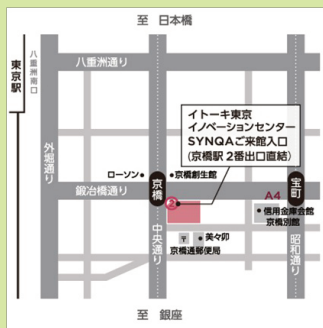 至 日本橋
東京駅
八重洲南口
八重洲通り
外堀通り
イトーキ東京
イノベーションセンター
SYNQAご来館入口
(京橋駅 2番出口直結)
ローソン
京橋
京橋創生館
宝町
鍛冶橋通り
2
A4
信用金庫会館
京橋別館
中央通り
〒
美々卯
京橋通郵便局
昭和通り
至 銀座